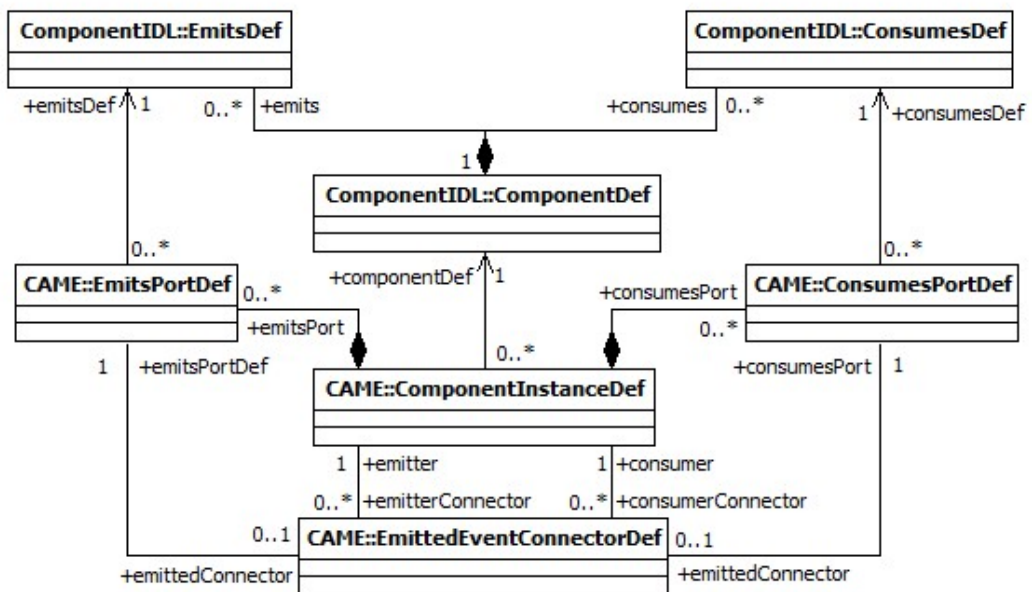 ComponentIDL::EmitsDef
ComponentIDL::ConsumesDef
+emitsDef 1
0..* +emits
+consumes 0..*
1 +consumesDef
1
ComponentIDL::ComponentDef
0..*
0..*
+componentDef 1
CAME::EmitsPortDef
0..*
+emitsPort
+consumesPort
0..*
CAME::ConsumesPortDef
0..*
1 +emitsPortDef
+consumesPort 1
CAME::ComponentInstanceDef
1 +emitter
1 +consumer
0..* +emitterConnector
0..* +consumerConnector
0..1
CAME::EmittedEventConnectorDef
0..1
+emittedConnector
+emittedConnector